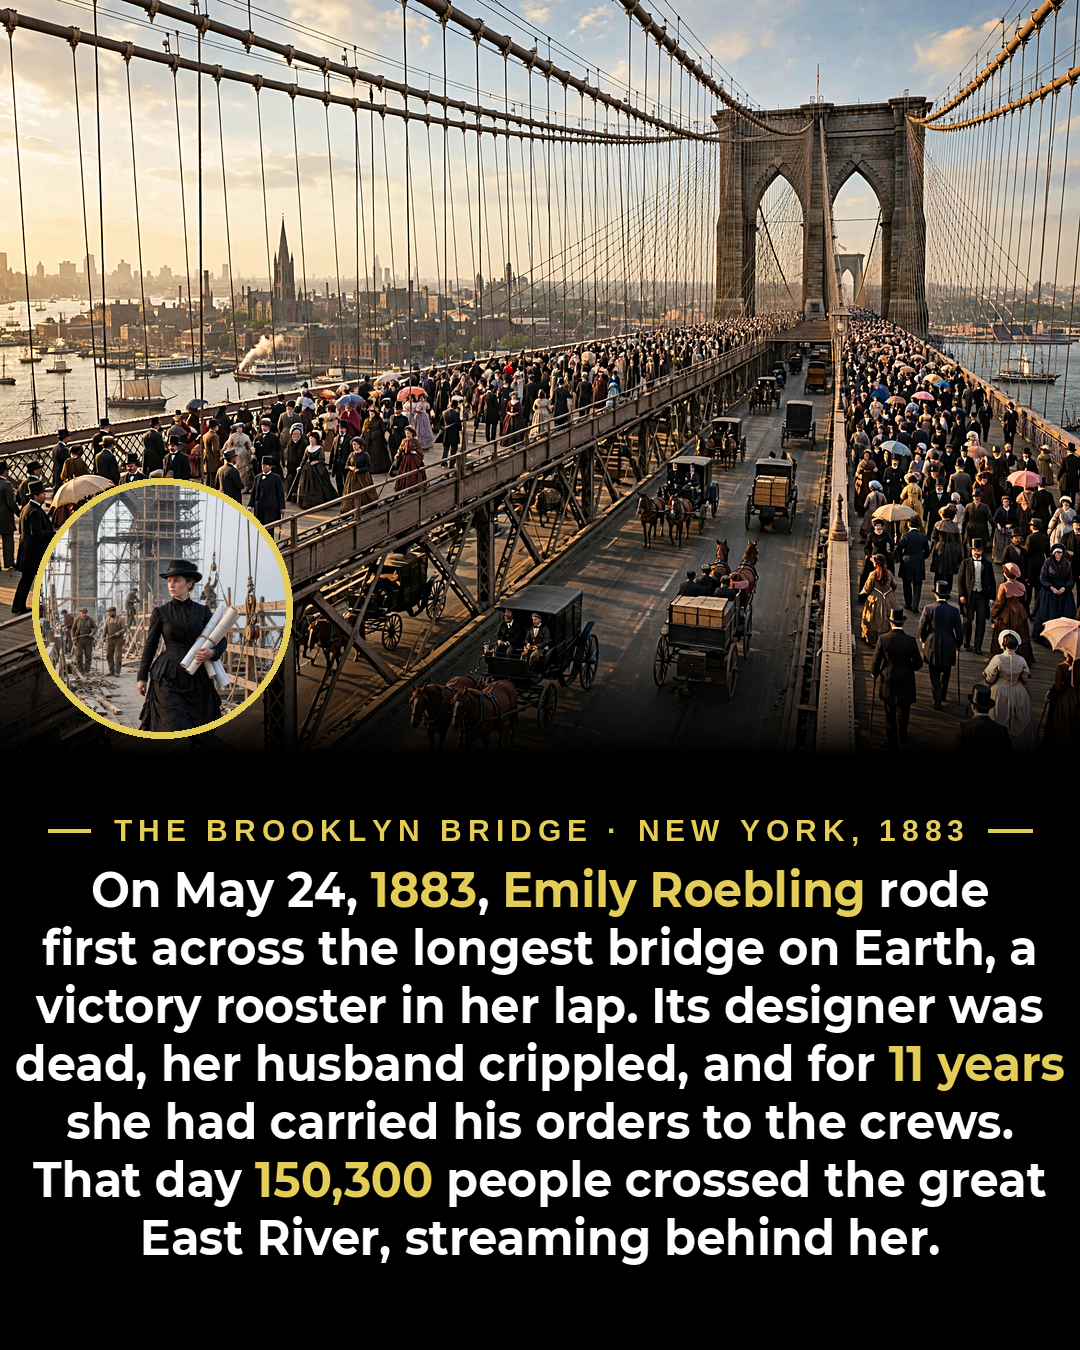 THE BROOKLYN BRIDGE · NEW YORK, 1883
On May 24, 1883, Emily Roebling rode
first across the longest bridge on Earth, a
victory rooster in her lap. Its designer was
dead, her husband crippled, and for 11 years
she had carried his orders to the crews.
That day 150,300 people crossed the great
East River, streaming behind her.